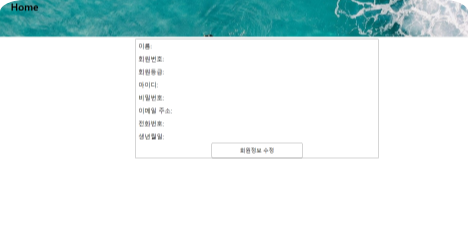 Home
이름:
회원번호:
회원등급:
아이디:
비밀번호:
이메일 주소:
전화번호:
생년월일:
회원정보 수정